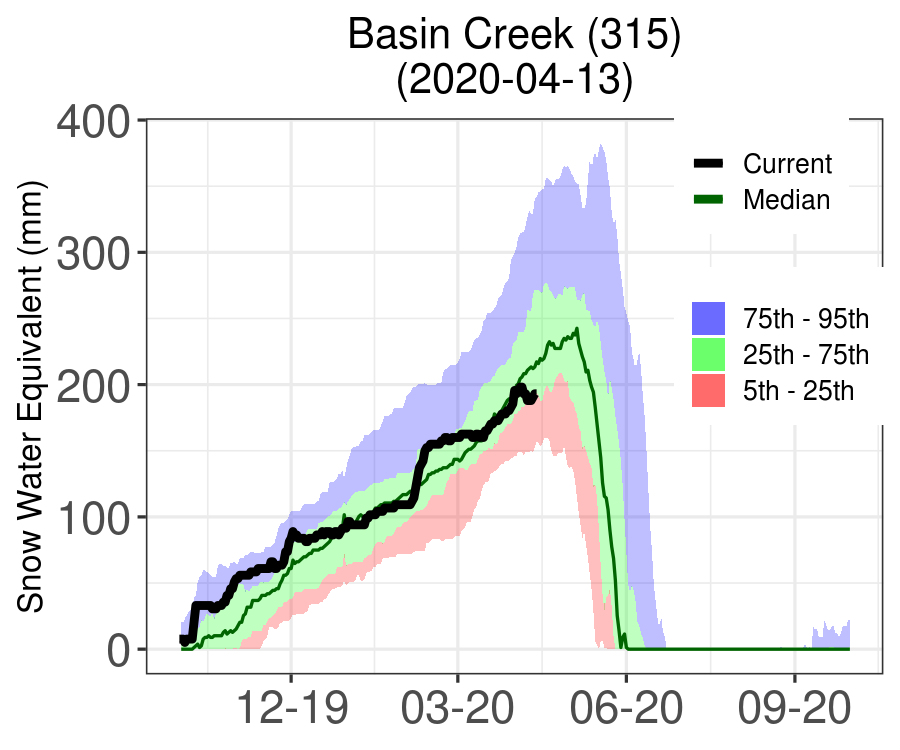 Basin Creek (315)
(2020-04-13)
Snow Water Equivalent (mm)
400
300
200
100
0
12-19
03-20
06-20
09-20
Current
Median
75th - 95th
25th - 75th
5th - 25th